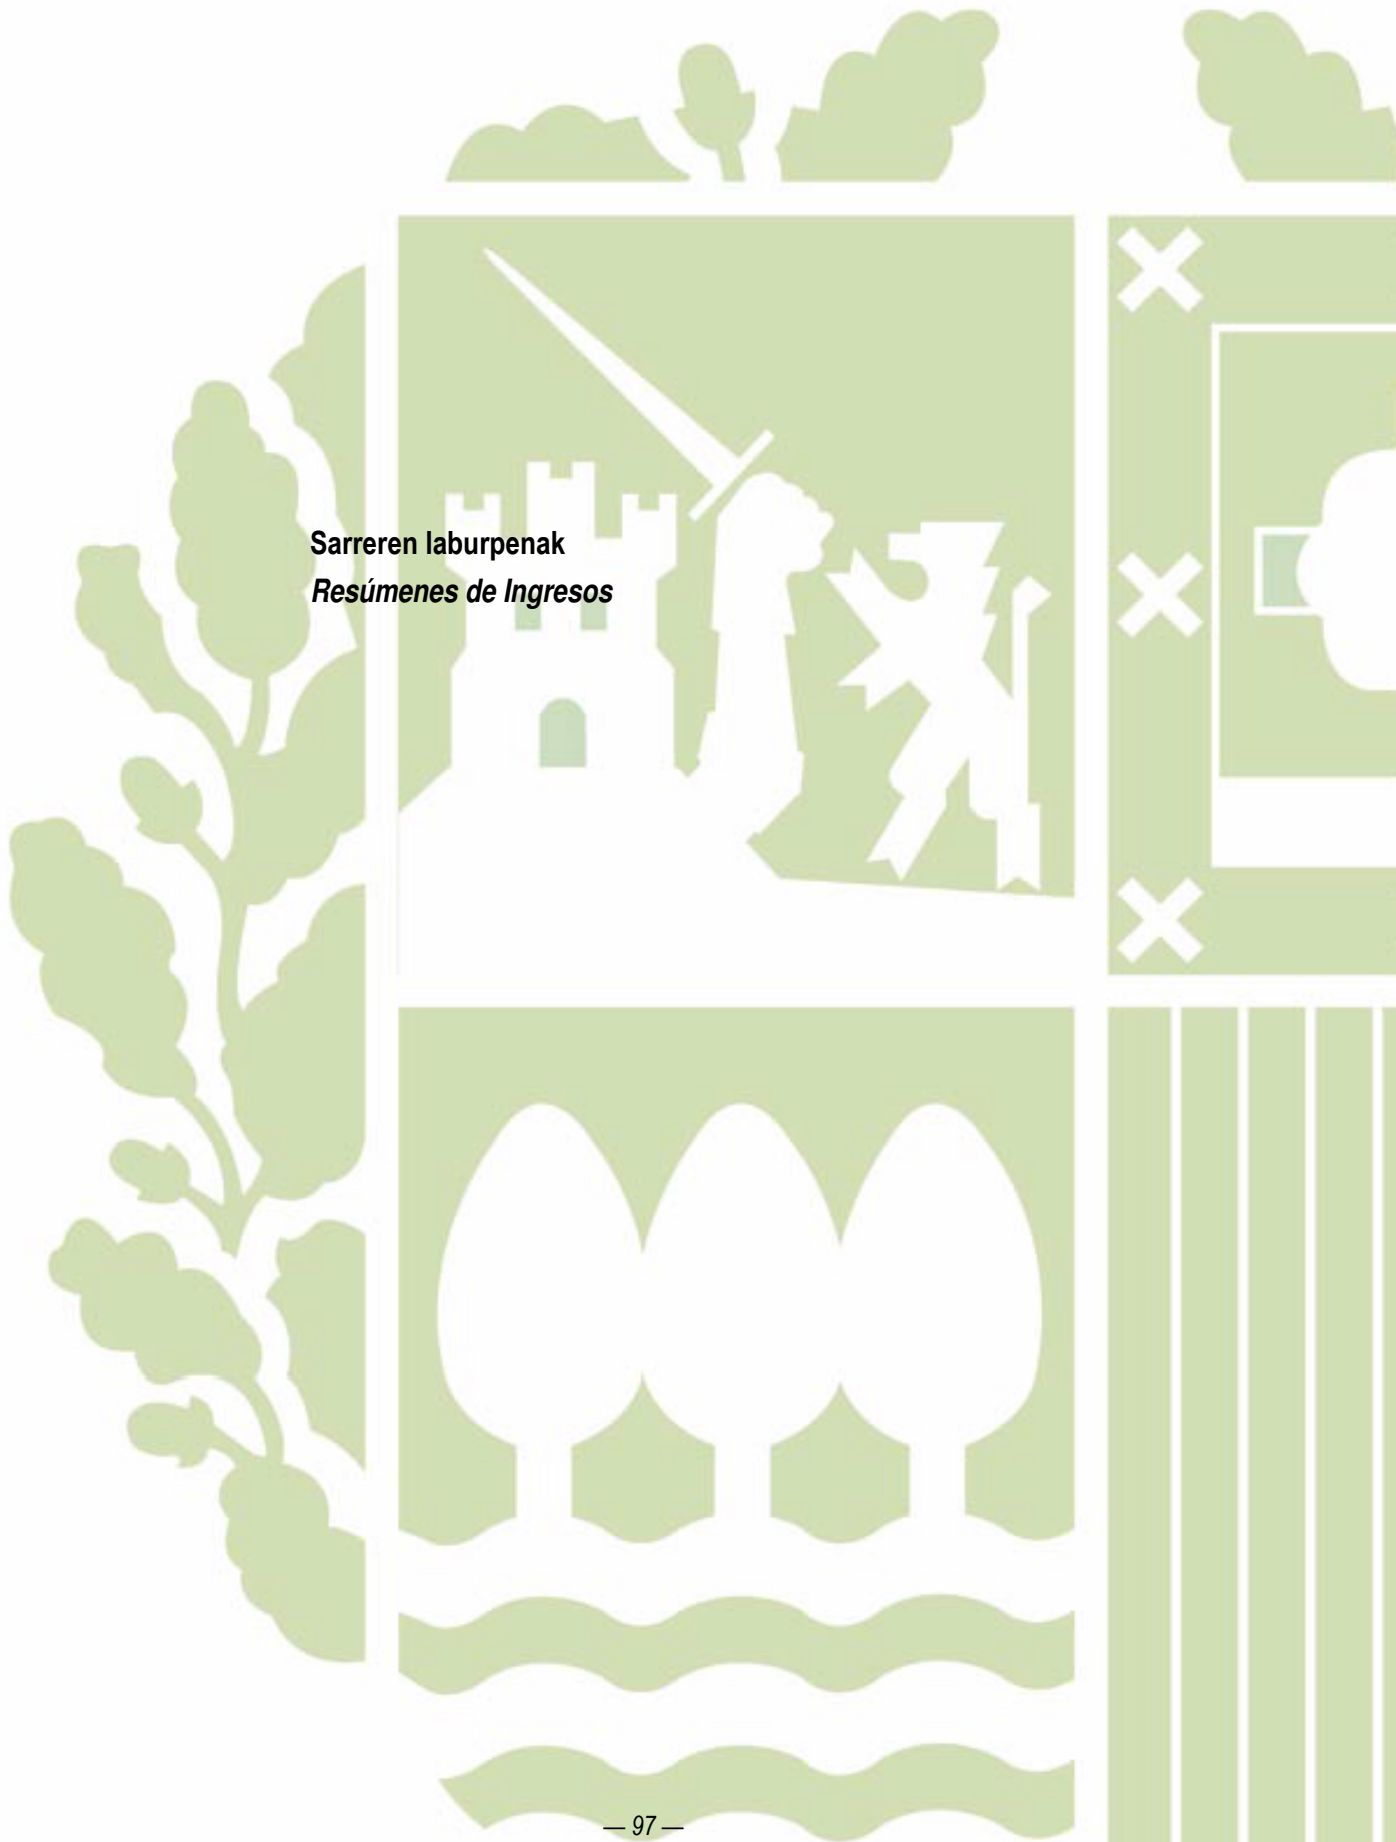 Sarreren laburpenak
Resúmenes de Ingresos
— 97 —